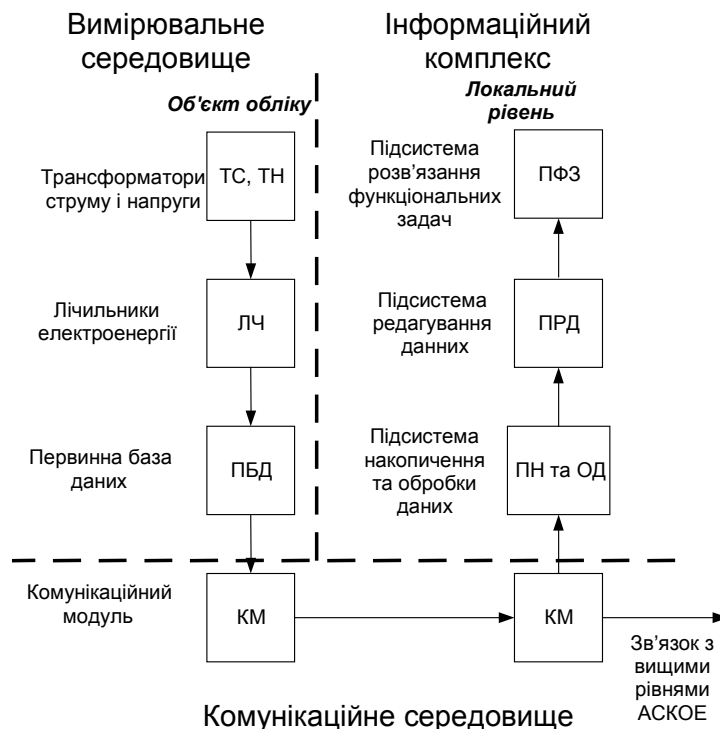 Вимірювальне
середовище
Інформаційний
комплекс
Об'єкт обліку
Локальний
рівень
Трансформатори
струму і напруги
ТС, ТН
Підсистема
розв’язання
функціональних
задач
ПФЗ
Лічильники
електроенергії
ЛЧ
Підсистема
редагування
данних
ПРД
Первинна база
даних
ПБД
Підсистема
накопичення
та обробки
даних
ПН та ОД
Комунікаційний
модуль
КМ
КМ
Зв’язок з
вищими
рівнями
АСКОЕ
Комунікаційне середовище